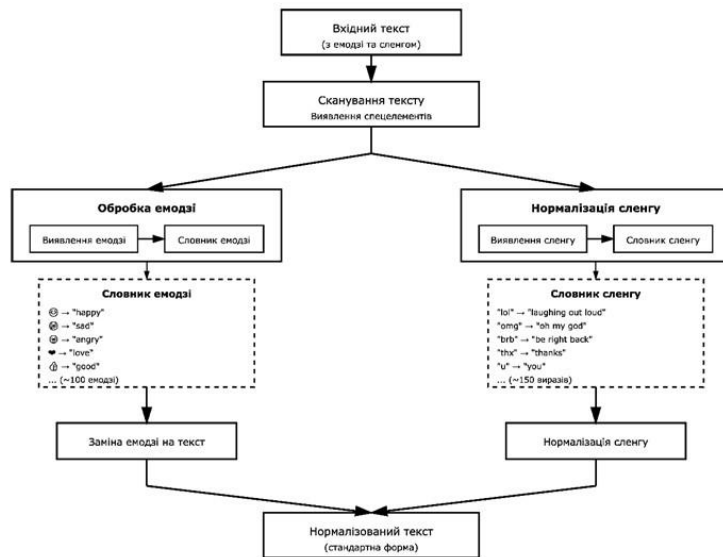 Вхідний текст
(з емодзі та сленгом)
Сканування тексту
Виявлення спецелементів
Обробка емодзі
Виявлення емодзі
Словник емодзі
Словник емодзі
😊 → "happy"
😢 → "sad"
😠 → "angry"
❤ → "love"
👍 → "good"
... (~100 емодзі)
Заміна емодзі на текст
Нормалізація сленгу
Виявлення сленгу
Словник сленгу
Словник сленгу
"lol" → "laughing out loud"
"omg" → "oh my god"
"brb" → "be right back"
"thx" → "thanks"
"u" → "you"
... (~150 виразів)
Нормалізація сленгу
Нормалізований текст
(стандартна форма)